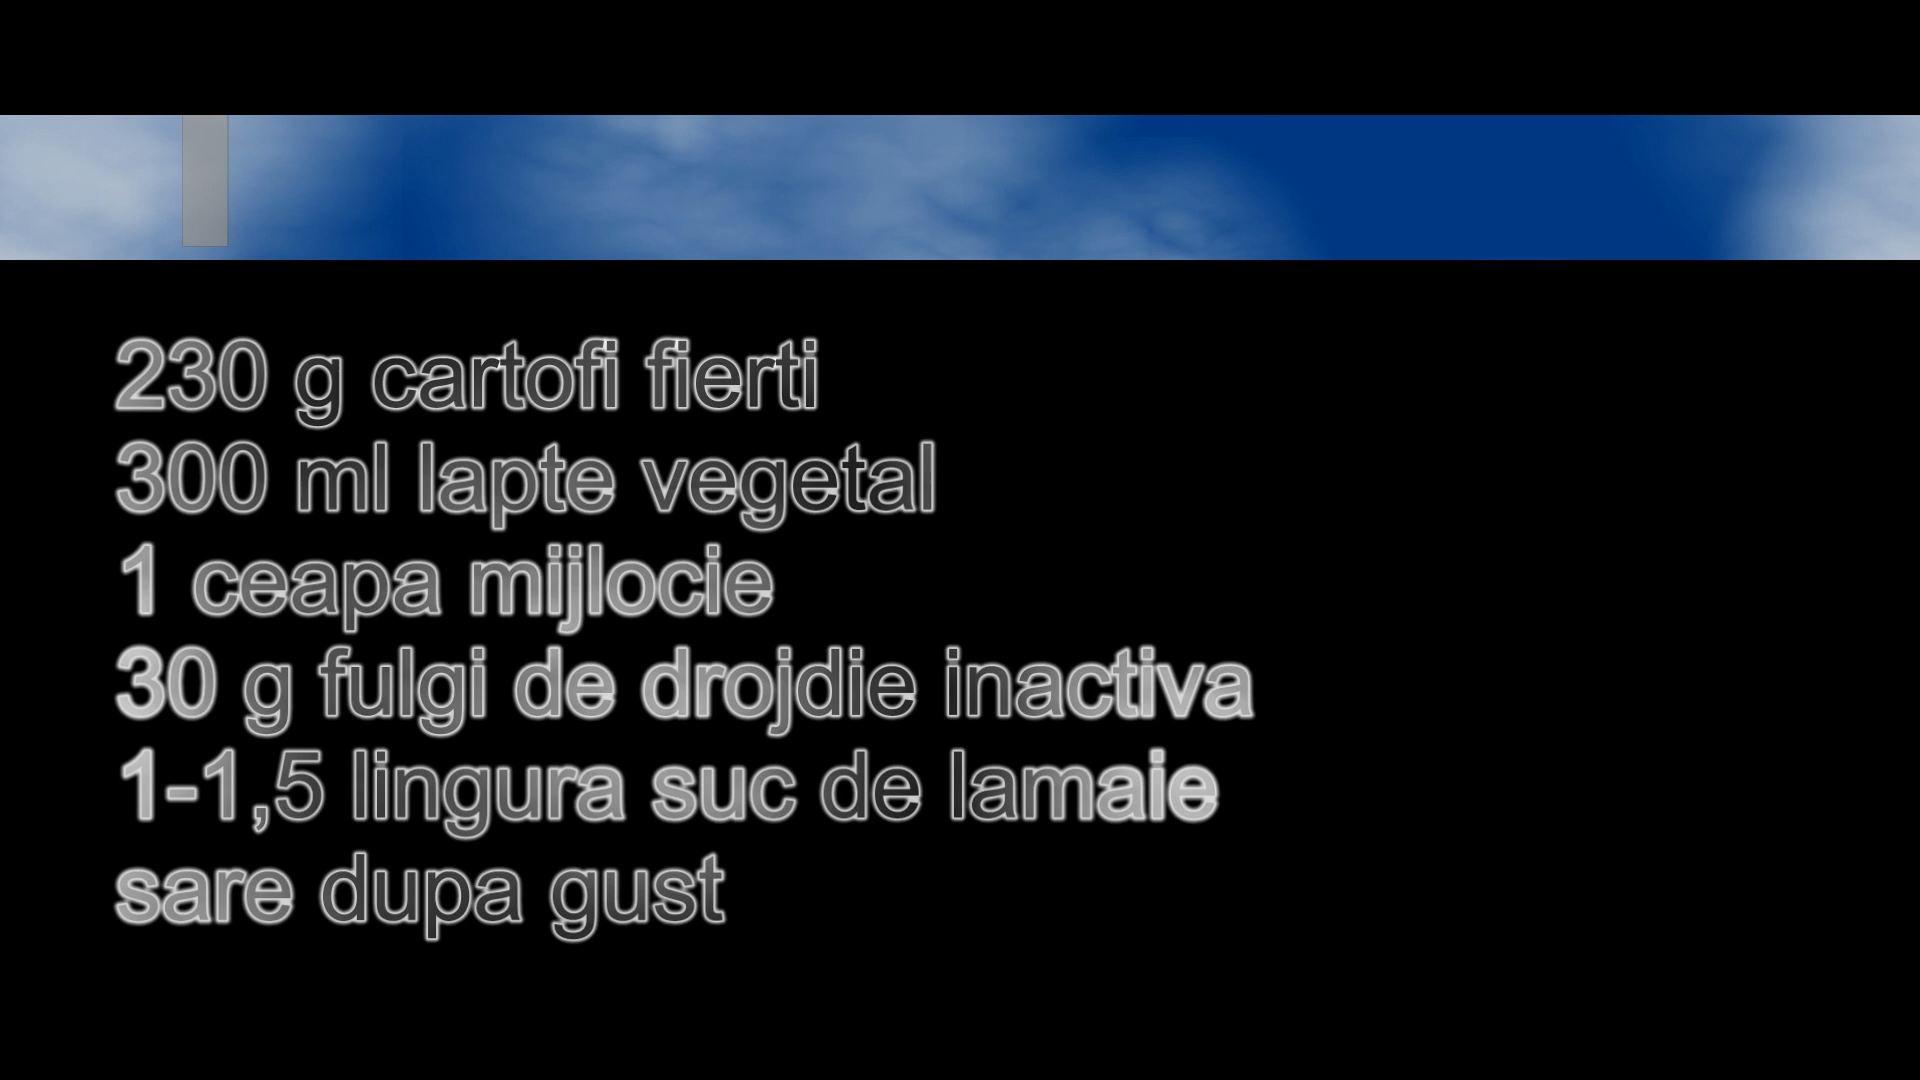 230 g cartofi fierti
300 ml lapte vegetal
1 ceapa mijlocie
30 g fulgi de drojdie inactiva
1-1,5 lingura suc de lamaie
sare dupa gust